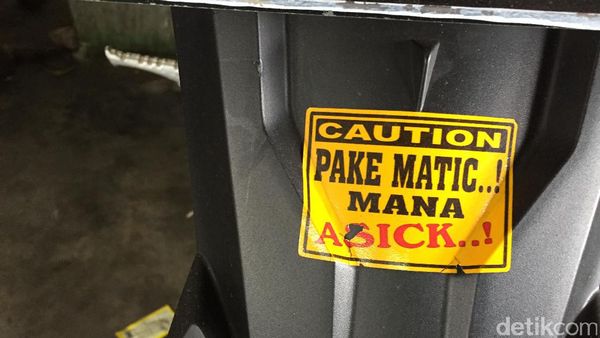 CAUTION
PAKE MATIC..!
MANA
ASICK..!
detikcom